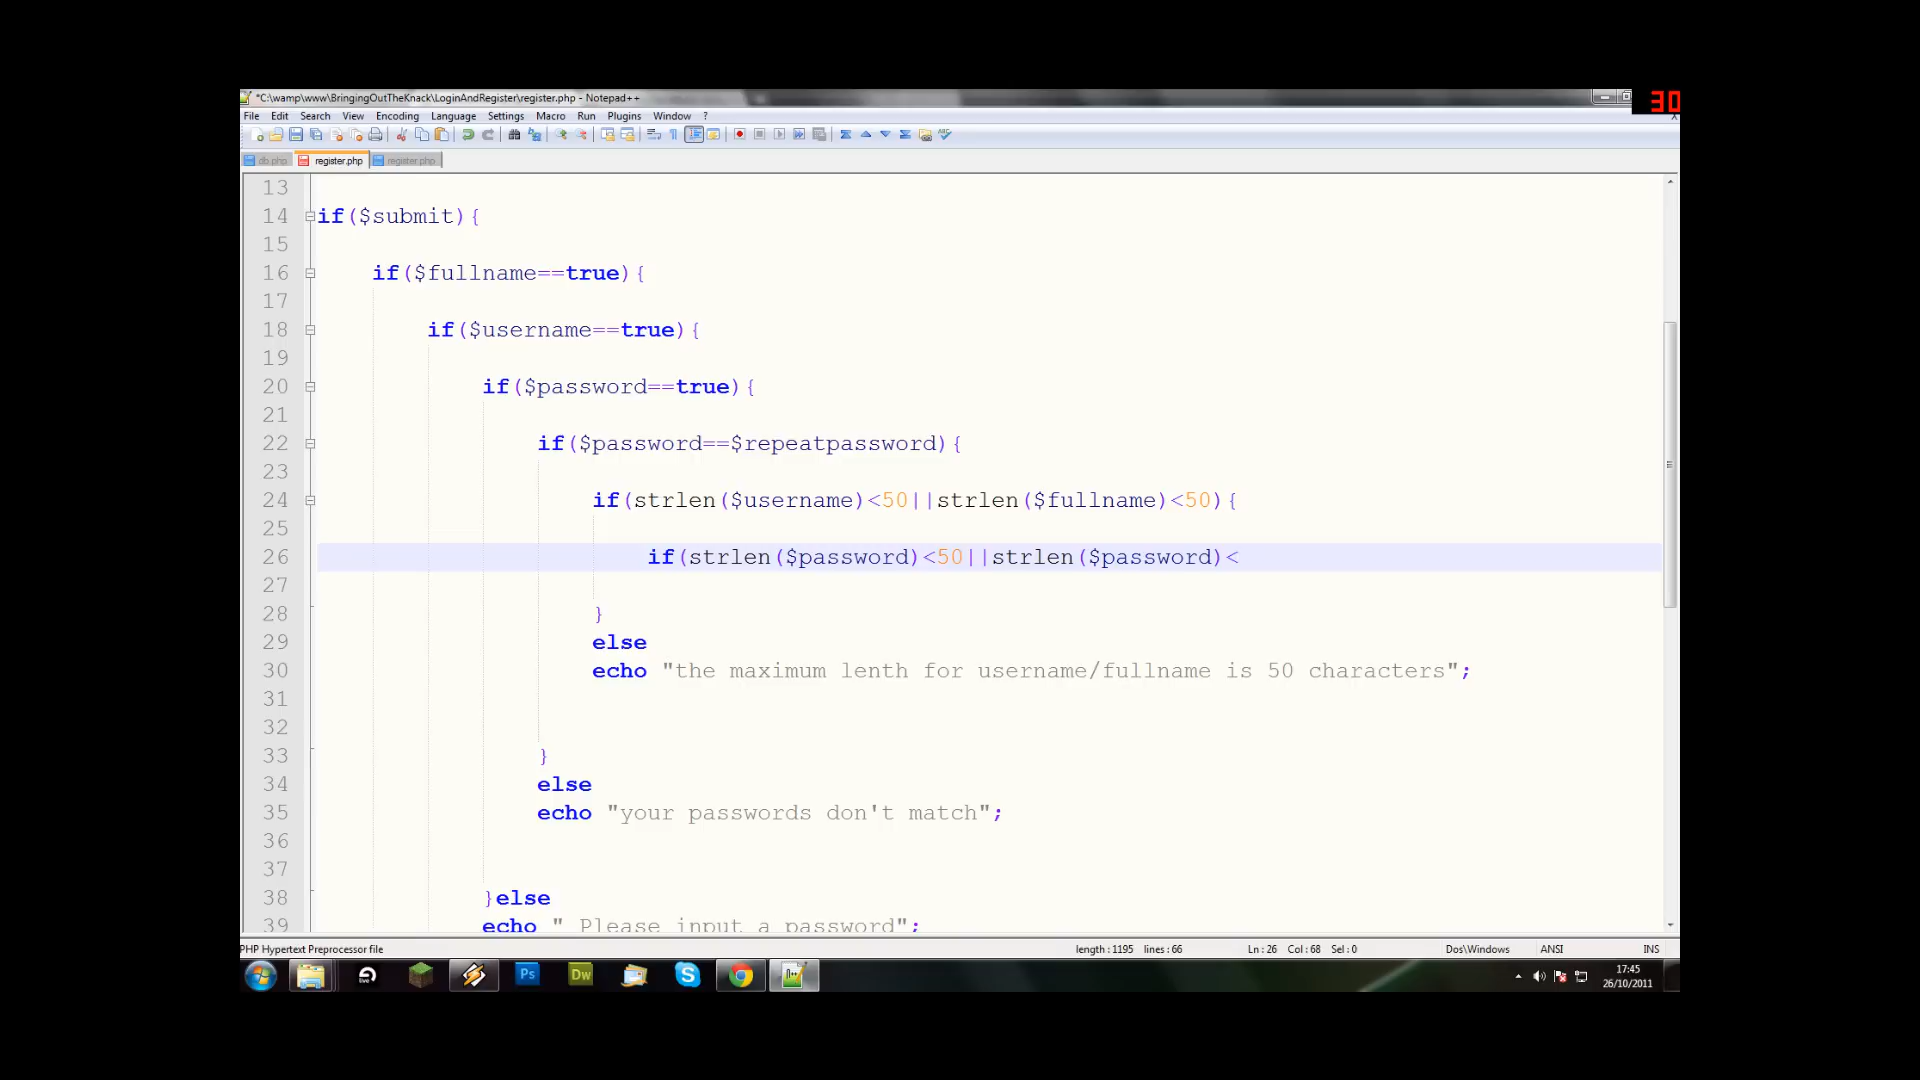 *C:\wamp\www\BringingOutTheKnack\LoginAndRegister\register.php - Notepad++
30
File Edit Search View Encoding Language Settings Macro Run Plugins Window ?
db.php register.php register.php
13
14 if($submit){
15
16 if($fullname==true){
17
18 if($username==true){
19
20 if($password==true){
21
22 if($password==$repeatpassword){
23
24 if(strlen($username)<50||strlen($fullname)<50){
25
26 if(strlen($password)<50||strlen($password)<
27
28 }
29 else
30 echo "the maximum lenth for username/fullname is 50 characters";
31
32
33 }
34 else
35 echo "your passwords don't match";
36
37
38 }else
39 echo " Please input a password";
PHP Hypertext Preprocessor file length : 1195 lines : 66 Ln : 26 Col : 68 Sel : 0 Dos\Windows ANSI INS
live Ps Dw 17:45
26/10/2011